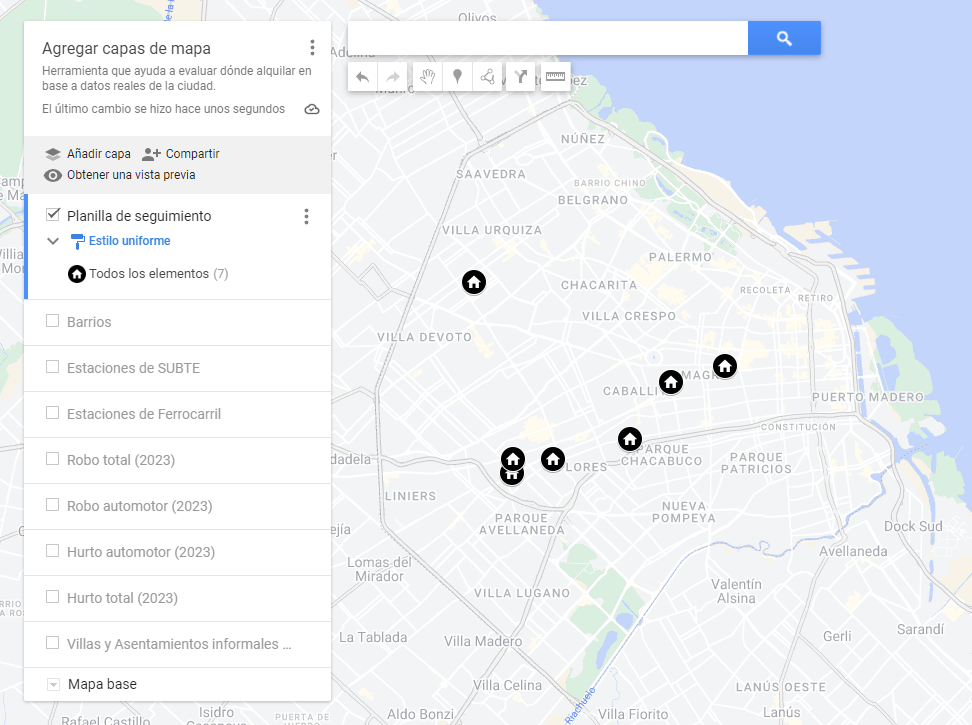 Agregar capas de mapa
Herramienta que ayuda a evaluar dónde alquilar en
base a datos reales de la ciudad.
El último cambio se hizo hace unos segundos
Añadir capa
Compartir
Obtener una vista previa
Planilla de seguimiento
Estilo uniforme
Todos los elementos (7)
Barrios
Estaciones de SUBTE
Estaciones de Ferrocarril
Robo total (2023)
Robo automotor (2023)
Hurto automotor (2023)
Hurto total (2023)
Villas y Asentamientos informales ...
Mapa base
Olivos
NÚÑEZ
SAAVEDRA
BARRIO CHINO
BELGRANO
VILLA URQUIZA
PALERMO
CHACARITA
RECOLETA
RETIRO
VILLA CRESPO
VILLA DEVOTO
PUERTO MADERO
CONSTITUCIÓN
PARQUE
CHACABUCO
PARQUE
PATRICIOS
LINIERS
NUEVA
POMPEYA
PARQUE
AVELLANEDA
Dock Sud
Avellaneda
Lomas del
Mirador
VILLA LUGANO
Valentín
Alsina
La Tablada
Villa Madero
Gerli
Sarandí
Villa Celina
LANÚS OESTE
Rafael Castillo
Isidro
Casanova
PUERTA DE
Aldo Bonzi
Riachuelo
Villa Fiorito
Lanús